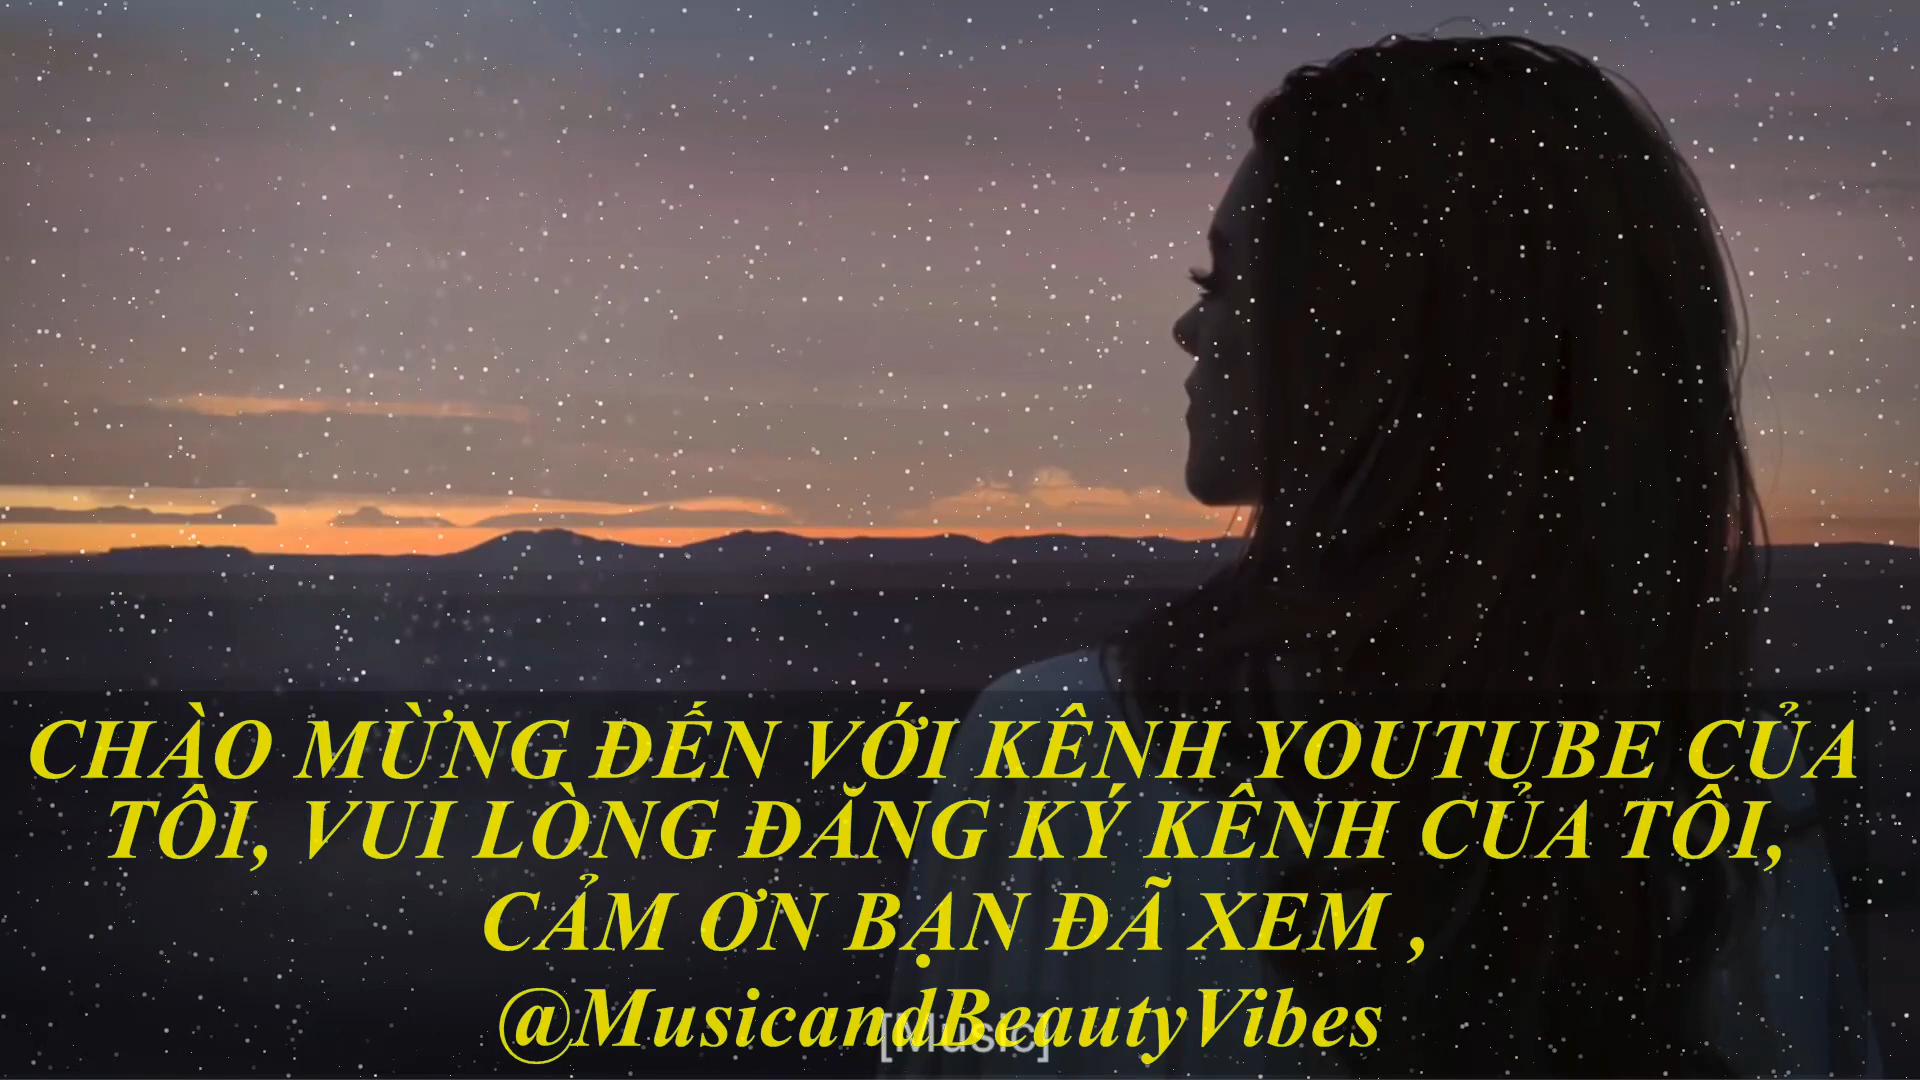 CHÀO MỪNG ĐẾN VỚI KÊNH YOUTUBE CỦA
TÔI, VUI LÒNG ĐĂNG KÝ KÊNH CỦA TÔI,
CẢM ƠN BẠN ĐÃ XEM ,
@MusicandBeautyVibes
[Music]